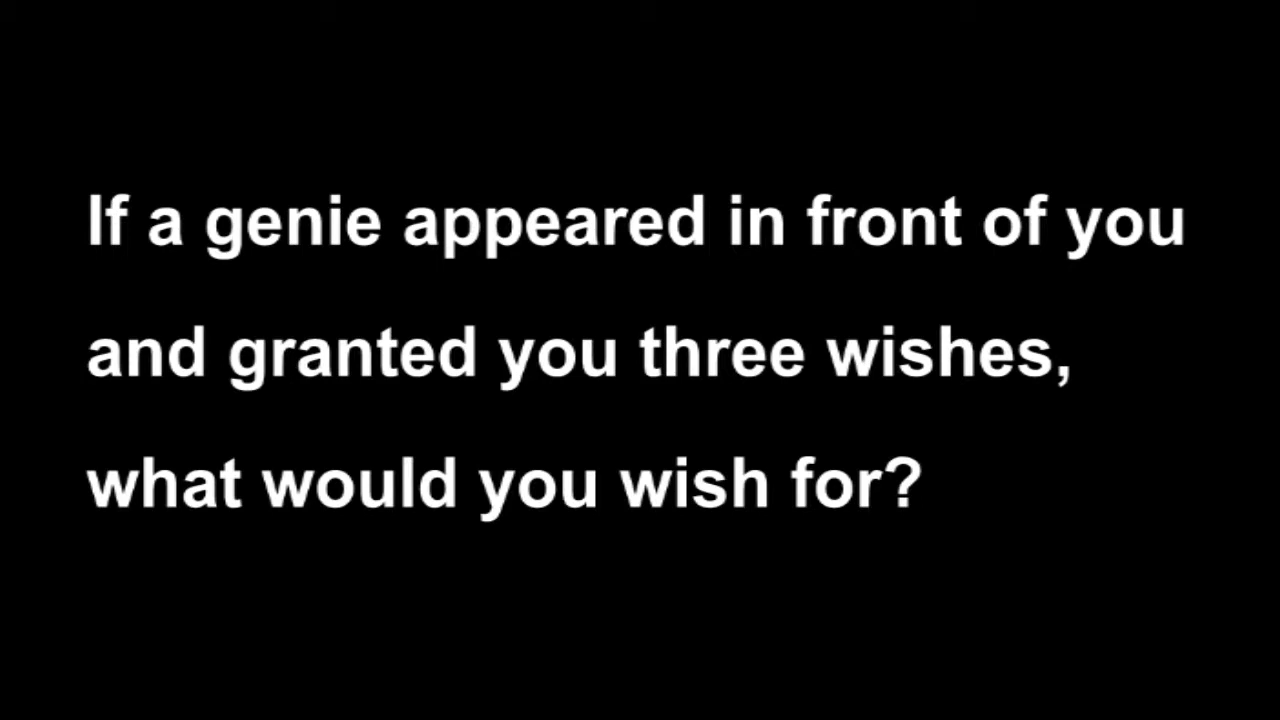 If a genie appeared in front of you
and granted you three wishes,
what would you wish for?